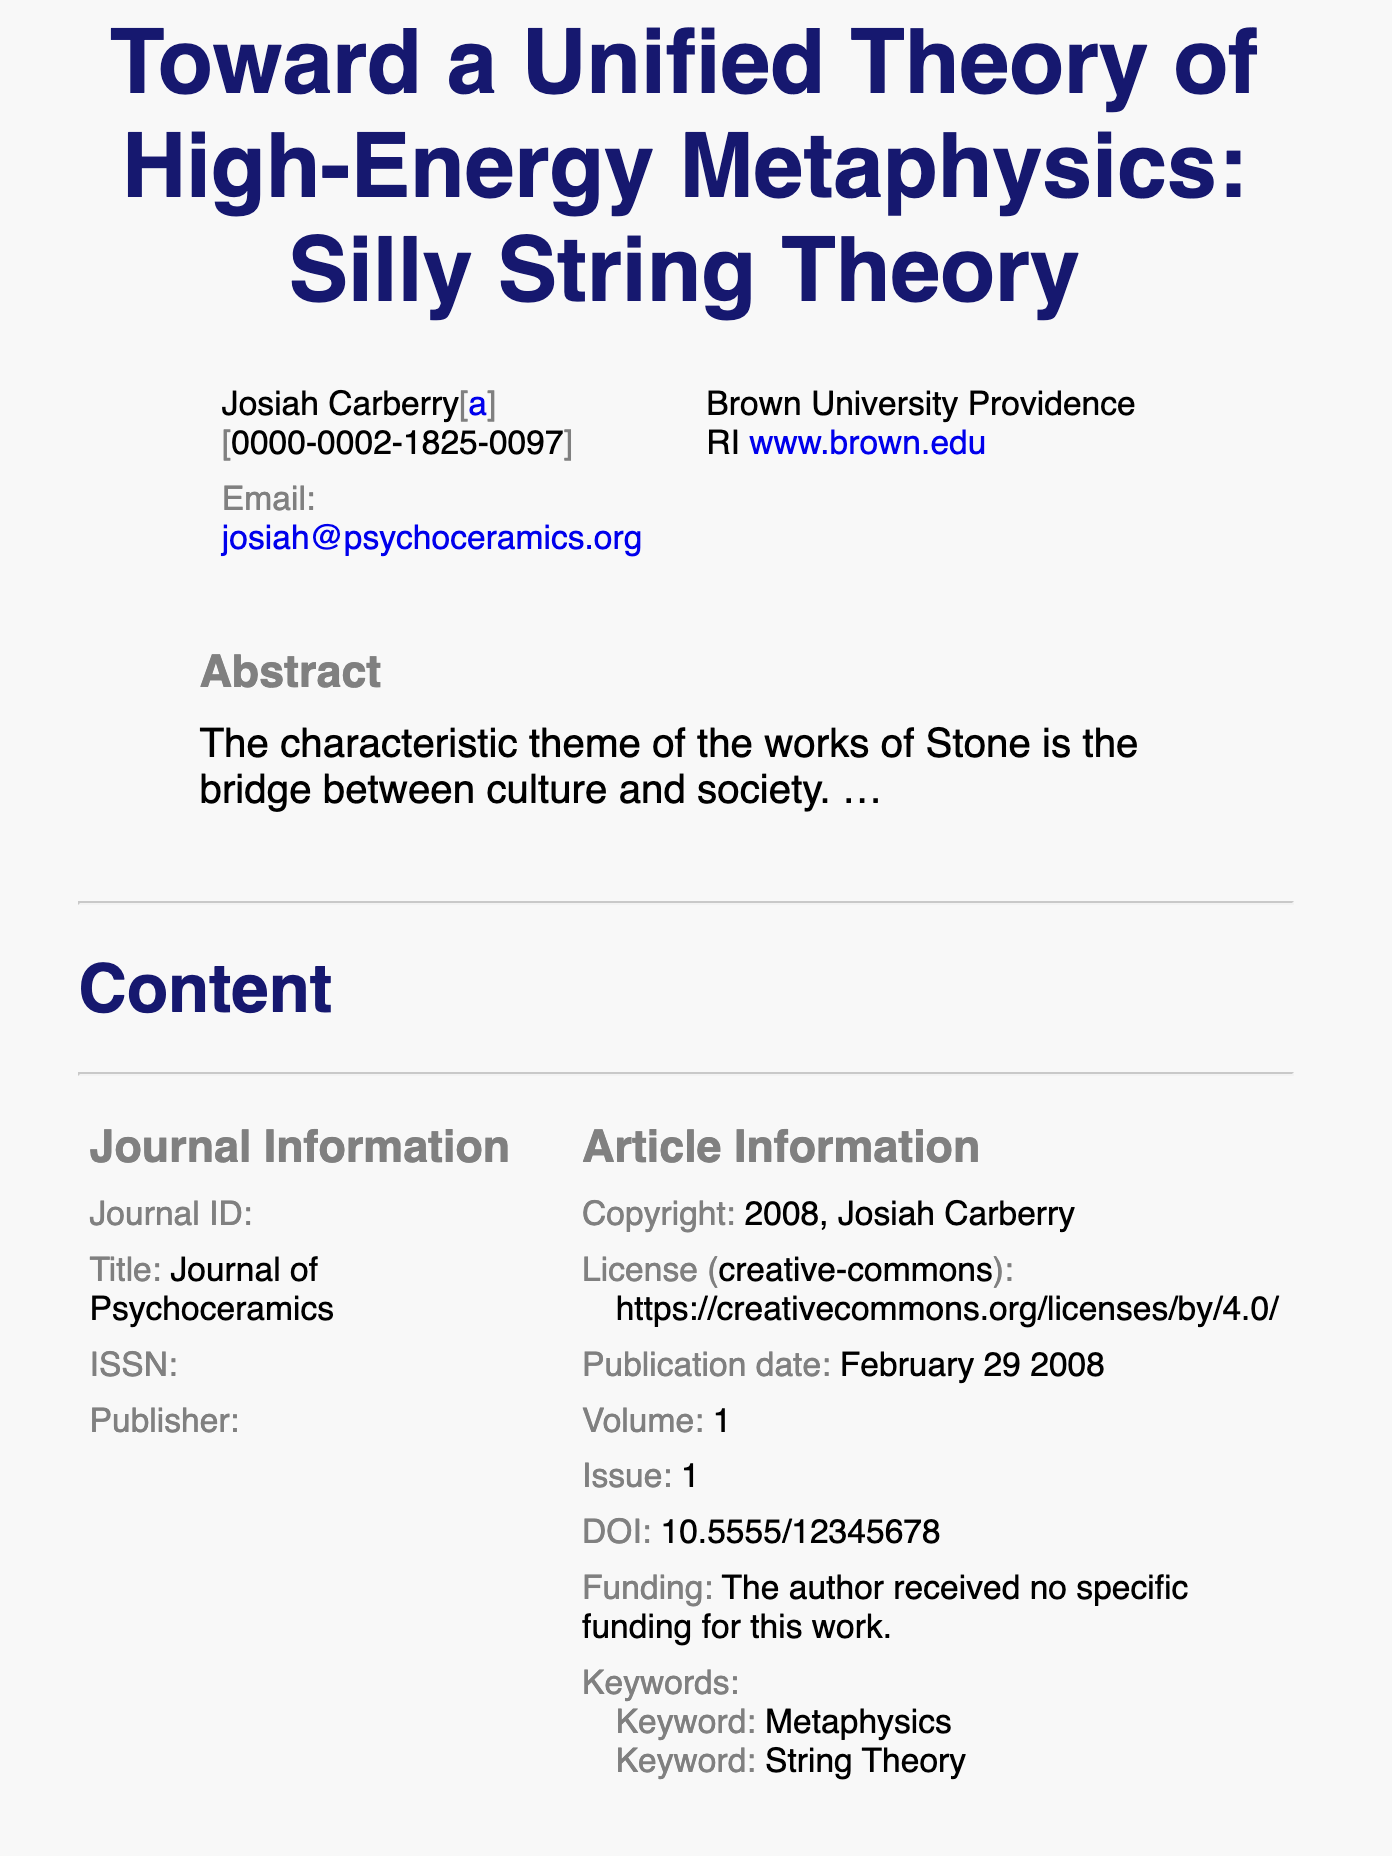 Toward a Unified Theory of
High-Energy Metaphysics:
Silly String Theory
Josiah Carberry[a]
[0000-0002-1825-0097]
Email:
josiah@psychoceramics.org
Brown University Providence
RI www.brown.edu
Abstract
The characteristic theme of the works of Stone is the
bridge between culture and society. …
Content
Journal Information
Journal ID:
Title: Journal of
Psychoceramics
ISSN:
Publisher:
Article Information
Copyright: 2008, Josiah Carberry
License (creative-commons):
https://creativecommons.org/licenses/by/4.0/
Publication date: February 29 2008
Volume: 1
Issue: 1
DOI: 10.5555/12345678
Funding: The author received no specific
funding for this work.
Keywords:
Keyword: Metaphysics
Keyword: String Theory